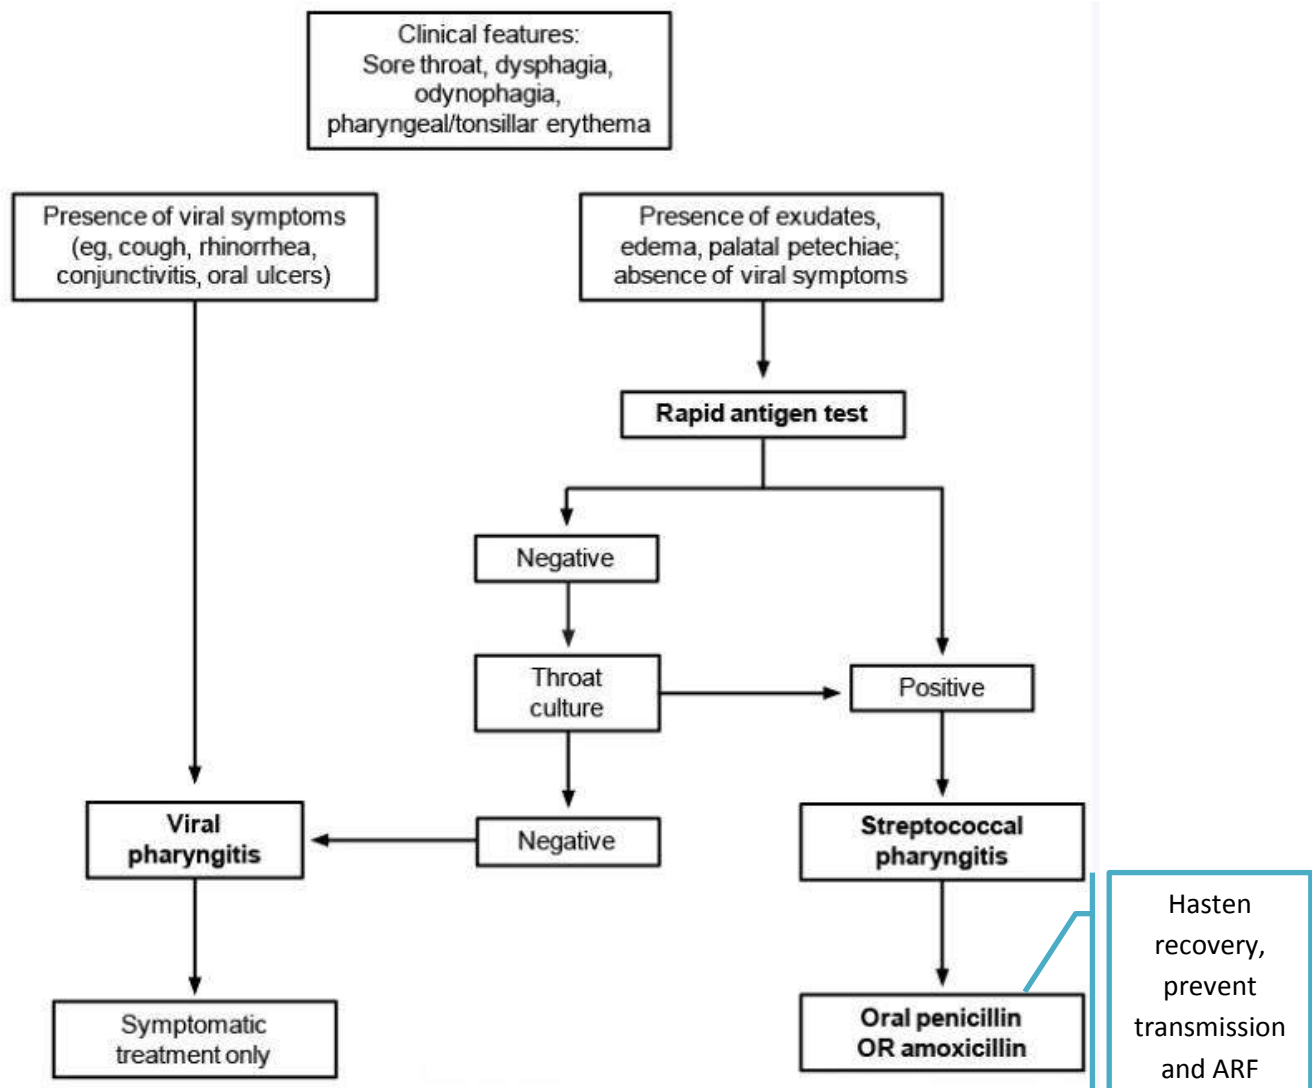 Clinical features:
Sore throat, dysphagia,
odynophagia,
pharyngeal/tonsillar erythema
Presence of viral symptoms
(eg, cough, rhinorrhea,
conjunctivitis, oral ulcers)
Presence of exudates,
edema, palatal petechiae;
absence of viral symptoms
Rapid antigen test
Negative
Throat
culture
Positive
Viral
pharyngitis
Negative
Streptococcal
pharyngitis
Symptomatic
treatment only
Oral penicillin
OR amoxicillin
Hasten
recovery,
prevent
transmission
and ARF